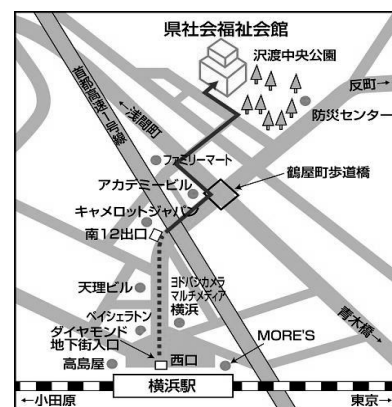 県社会福祉会館
沢渡中央公園
反町→
防災センター
首都高速1号線
←浅間町
ファミリーマート
鶴屋町歩道橋
アカデミービル
キャメロットジャパン
南12出口
天理ビル
ヨドバシカメラ
マルチメディア
横浜
ベイシェラトン
ダイヤモンド
地下街入口
青木橋→
MORE'S
高島屋
西口
横浜駅
←小田原
東京→